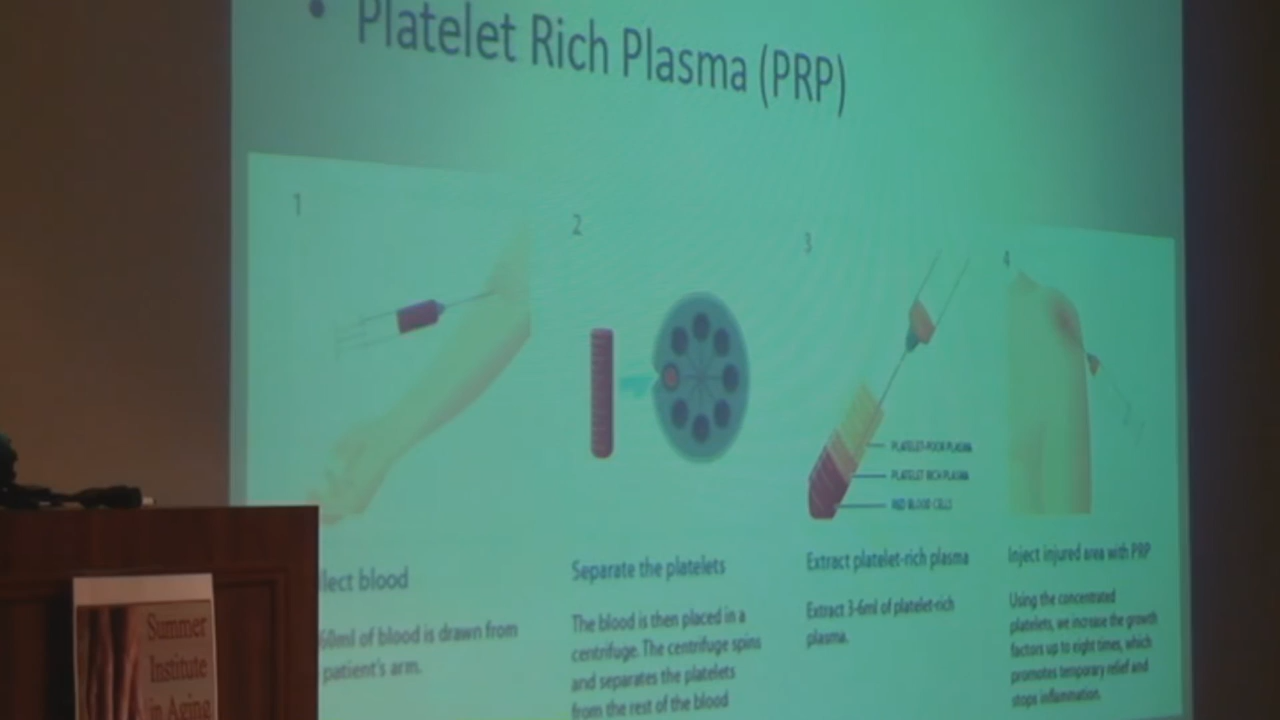 • Platelet Rich Plasma (PRP)
1
2
3
4
PLATELET-POOR PLASMA
PLATELET RICH PLASMA
RED BLOOD CELLS
lect blood
60ml of blood is drawn from
patient's arm.
Separate the platelets
The blood is then placed in a
centrifuge. The centrifuge spins
and separates the platelets
from the rest of the blood
Extract platelet-rich plasma
Extract 3-6ml of platelet-rich
plasma.
Inject injured area with PRP
Using the concentrated
platelets, we increase the growth
factors up to eight times, which
promotes temporary relief and
stops inflammation.
Summer
Institute
in Aging